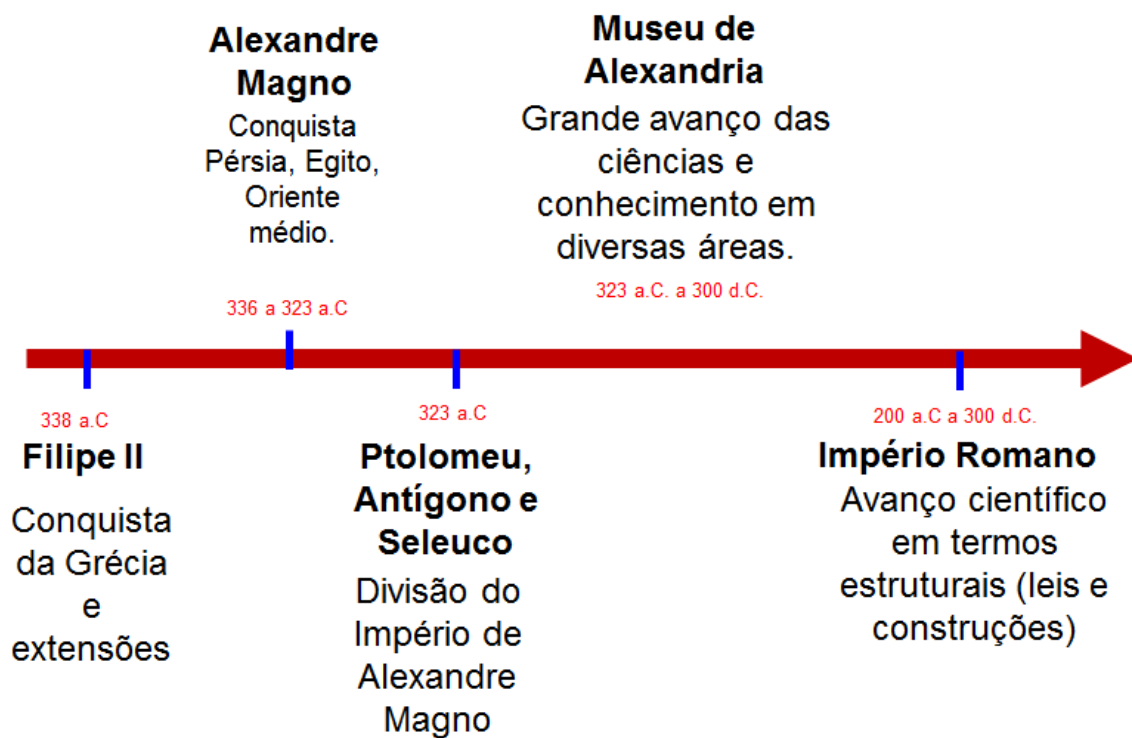 Alexandre
Magno
Conquista
Pérsia, Egito,
Oriente
médio.
336 a 323 a.C
Museu de
Alexandria
Grande avanço das
ciências e
conhecimento em
diversas áreas.
323 a.C. a 300 d.C.
338 a.C
Filipe II
Conquista
da Grécia
e
extensões
323 a.C
Ptolomeu,
Antígono e
Seleuco
Divisão do
Império de
Alexandre
Magno
200 a.C a 300 d.C.
Império Romano
Avanço científico
em termos
estruturais (leis e
construções)